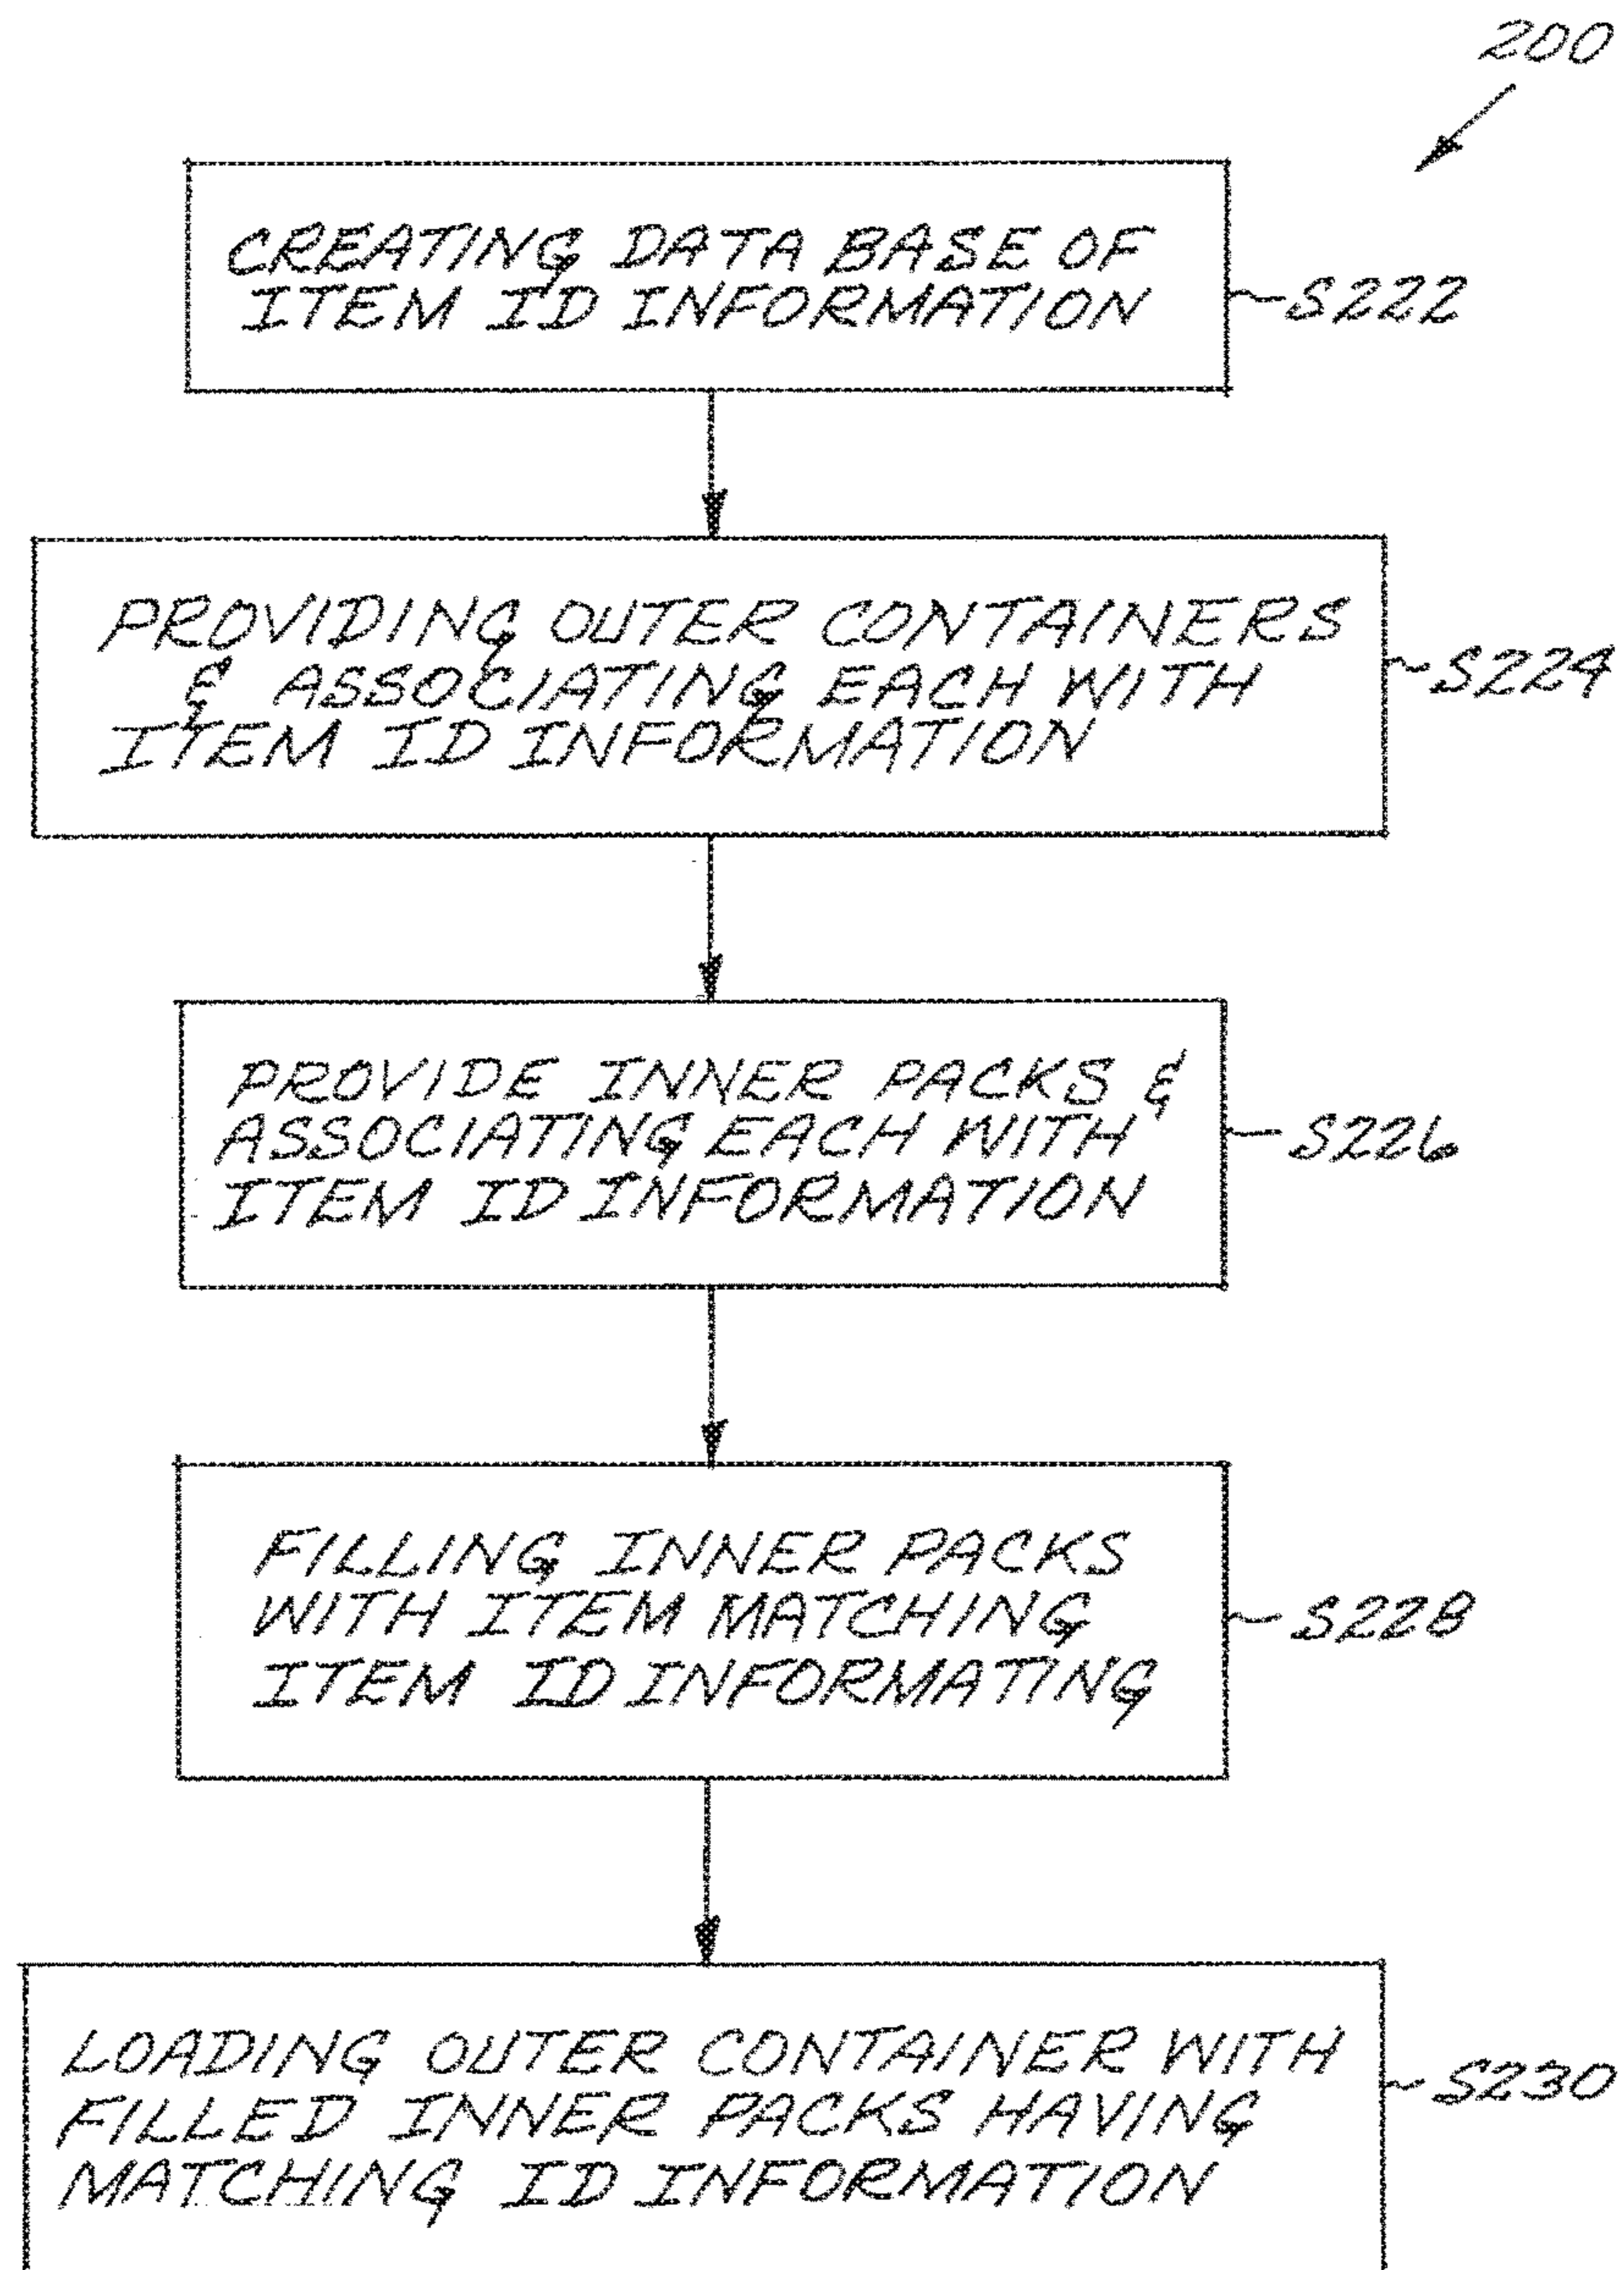 200
CREATING DATA BASE OF
ITEM ID INFORMATION
S222
PROVIDING OUTER CONTAINERS
& ASSOCIATING EACH WITH
ITEM ID INFORMATION
S224
PROVIDE INNER PACKS &
ASSOCIATING EACH WITH
ITEM ID INFORMATION
S226
FILLING INNER PACKS
WITH ITEM MATCHING
ITEM ID INFORMATING
S228
LOADING OUTER CONTAINER WITH
FILLED INNER PACKS HAVING
MATCHING ID INFORMATION
S230